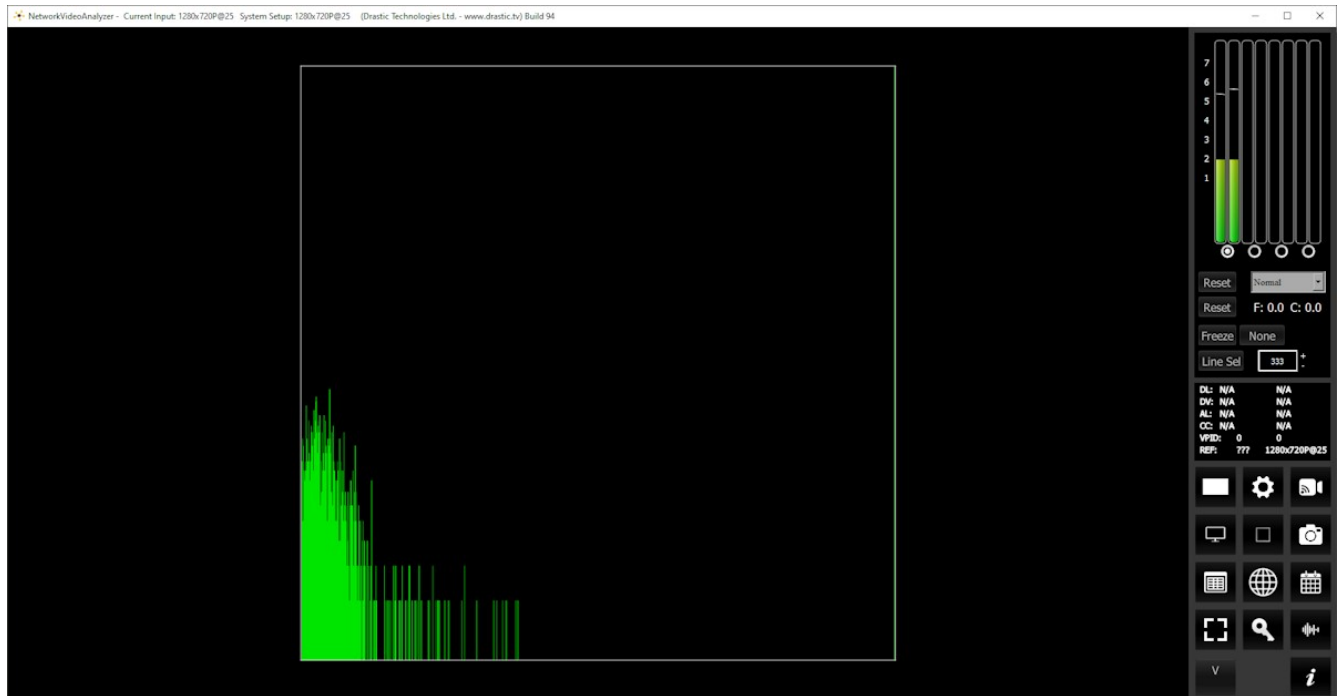 NetworkVideoAnalyzer - Current Input: 1280x720P@25 System Setup: 1280x720P@25 (Drastic Technologies Ltd. - www.drastic.tv) Build 94
7
6
5
4
3
2
1
Reset Normal
Reset F: 0.0 C: 0.0
Freeze None
Line Sel 333 + -
DL: N/A N/A
DV: N/A N/A
AL: N/A N/A
CC: N/A N/A
VPID: 0 0
REF: ??? 1280x720P@25
V i